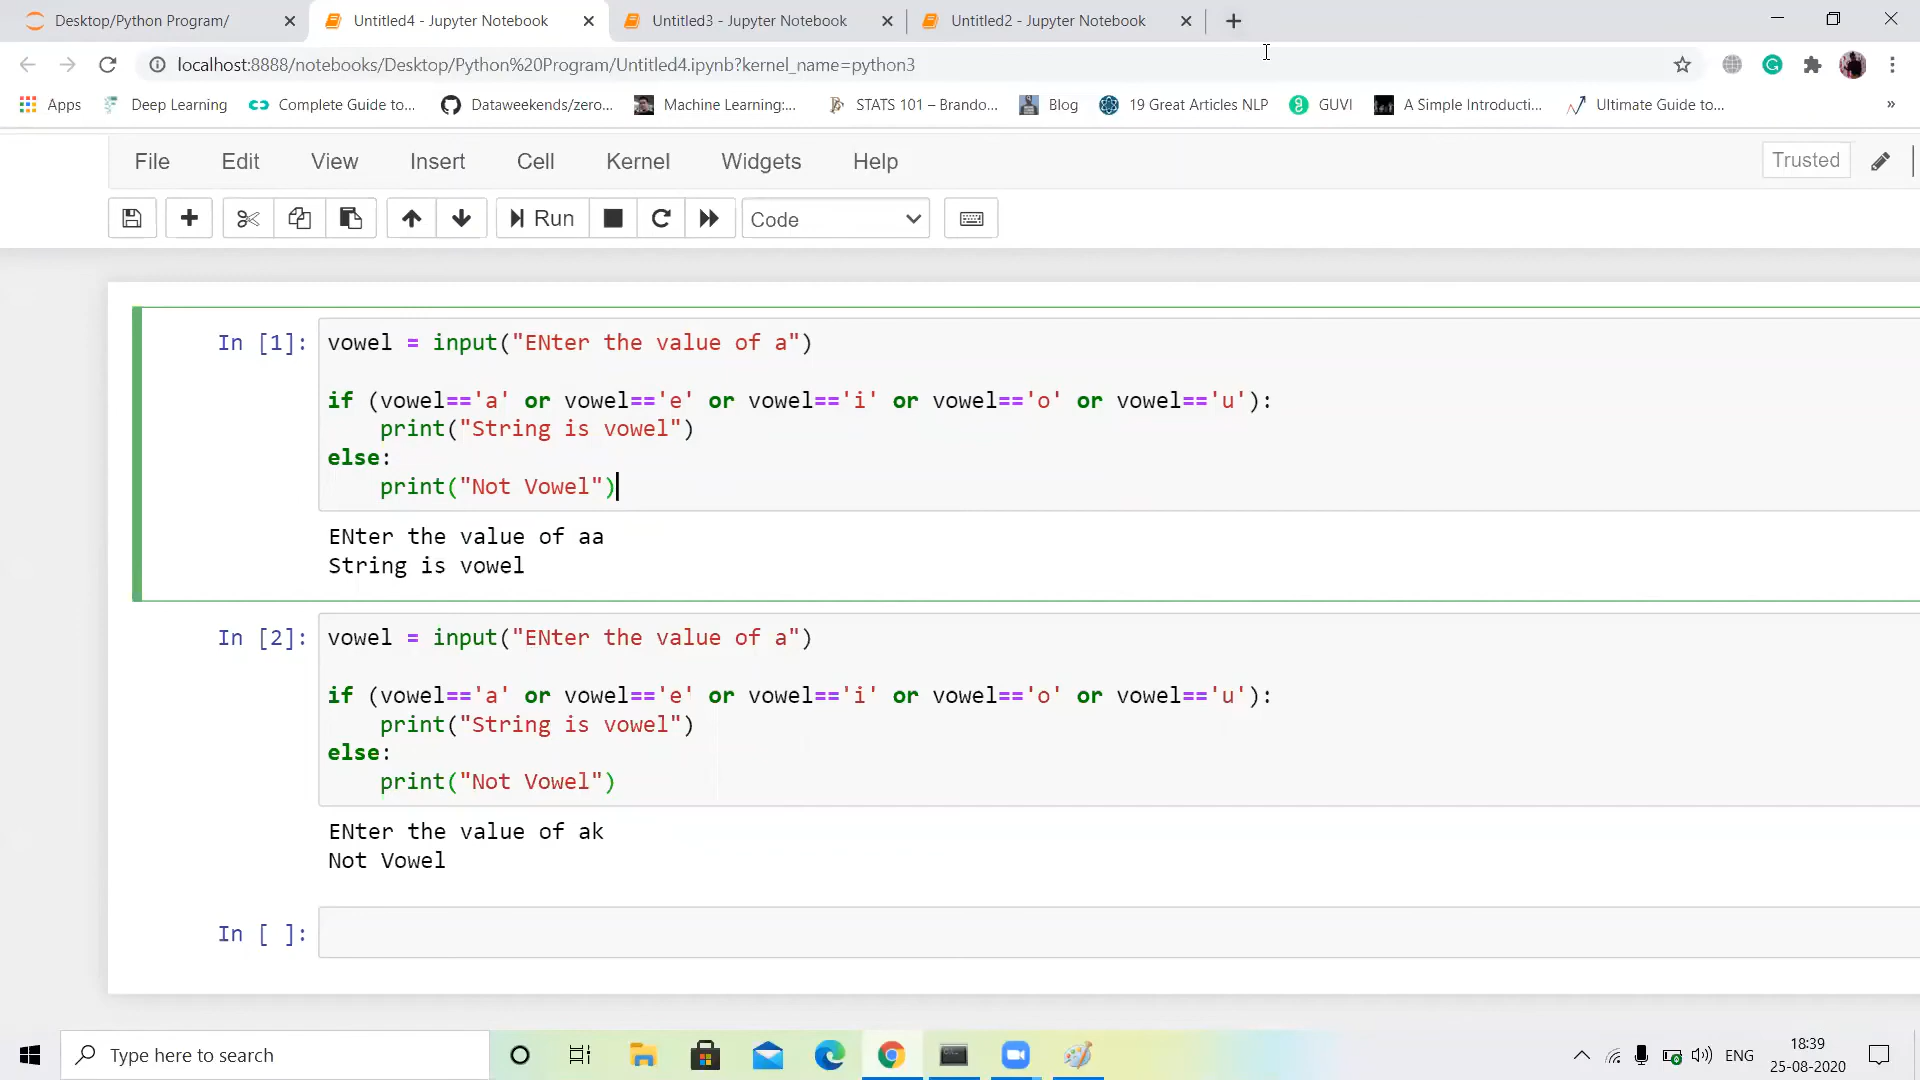 Desktop/Python Program/
Untitled4 - Jupyter Notebook
Untitled3 - Jupyter Notebook
Untitled2 - Jupyter Notebook
localhost:8888/notebooks/Desktop/Python%20Program/Untitled4.ipynb?kernel_name=python3
Apps
Deep Learning
Complete Guide to...
Dataweekends/zero...
Machine Learning:...
STATS 101 – Brando...
Blog
19 Great Articles NLP
GUVI
A Simple Introducti...
Ultimate Guide to...
»
File Edit View Insert Cell Kernel Widgets Help
Trusted
Run
Code
In [1]: vowel = input("ENter the value of a")
if (vowel=='a' or vowel=='e' or vowel=='i' or vowel=='o' or vowel=='u'):
print("String is vowel")
else:
print("Not Vowel")
ENter the value of aa
String is vowel
In [2]: vowel = input("ENter the value of a")
if (vowel=='a' or vowel=='e' or vowel=='i' or vowel=='o' or vowel=='u'):
print("String is vowel")
else:
print("Not Vowel")
ENter the value of ak
Not Vowel
In [ ]:
Type here to search
ENG
18:39
25-08-2020